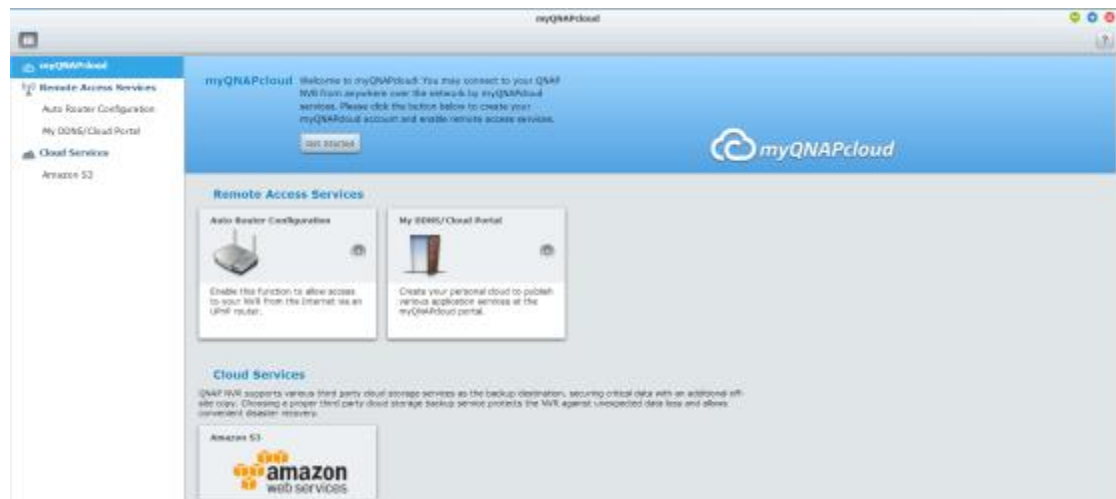 myQNAPcloud
?
myQNAPcloud
Remote Access Services
Auto Router Configuration
My DDNS/Cloud Portal
Cloud Services
Amazon S3
myQNAPcloud
Welcome to myQNAPcloud! You may connect to your QNAP
NVR from anywhere over the network by myQNAPcloud
services. Please click the button below to create your
myQNAPcloud account and enable remote access services.
Get Started
myQNAPcloud
Remote Access Services
Auto Router Configuration
Enable this function to allow access
to your NVR from the Internet via an
UPnP router.
My DDNS/Cloud Portal
Create your personal cloud to publish
various application services at the
myQNAPcloud portal.
Cloud Services
QNAP NVR supports various third party cloud storage services as the backup destination, securing critical data with an additional off-
site copy. Choosing a proper third party cloud storage backup service protects the NVR against unexpected data loss and allows
convenient disaster recovery.
Amazon S3
amazon
web services